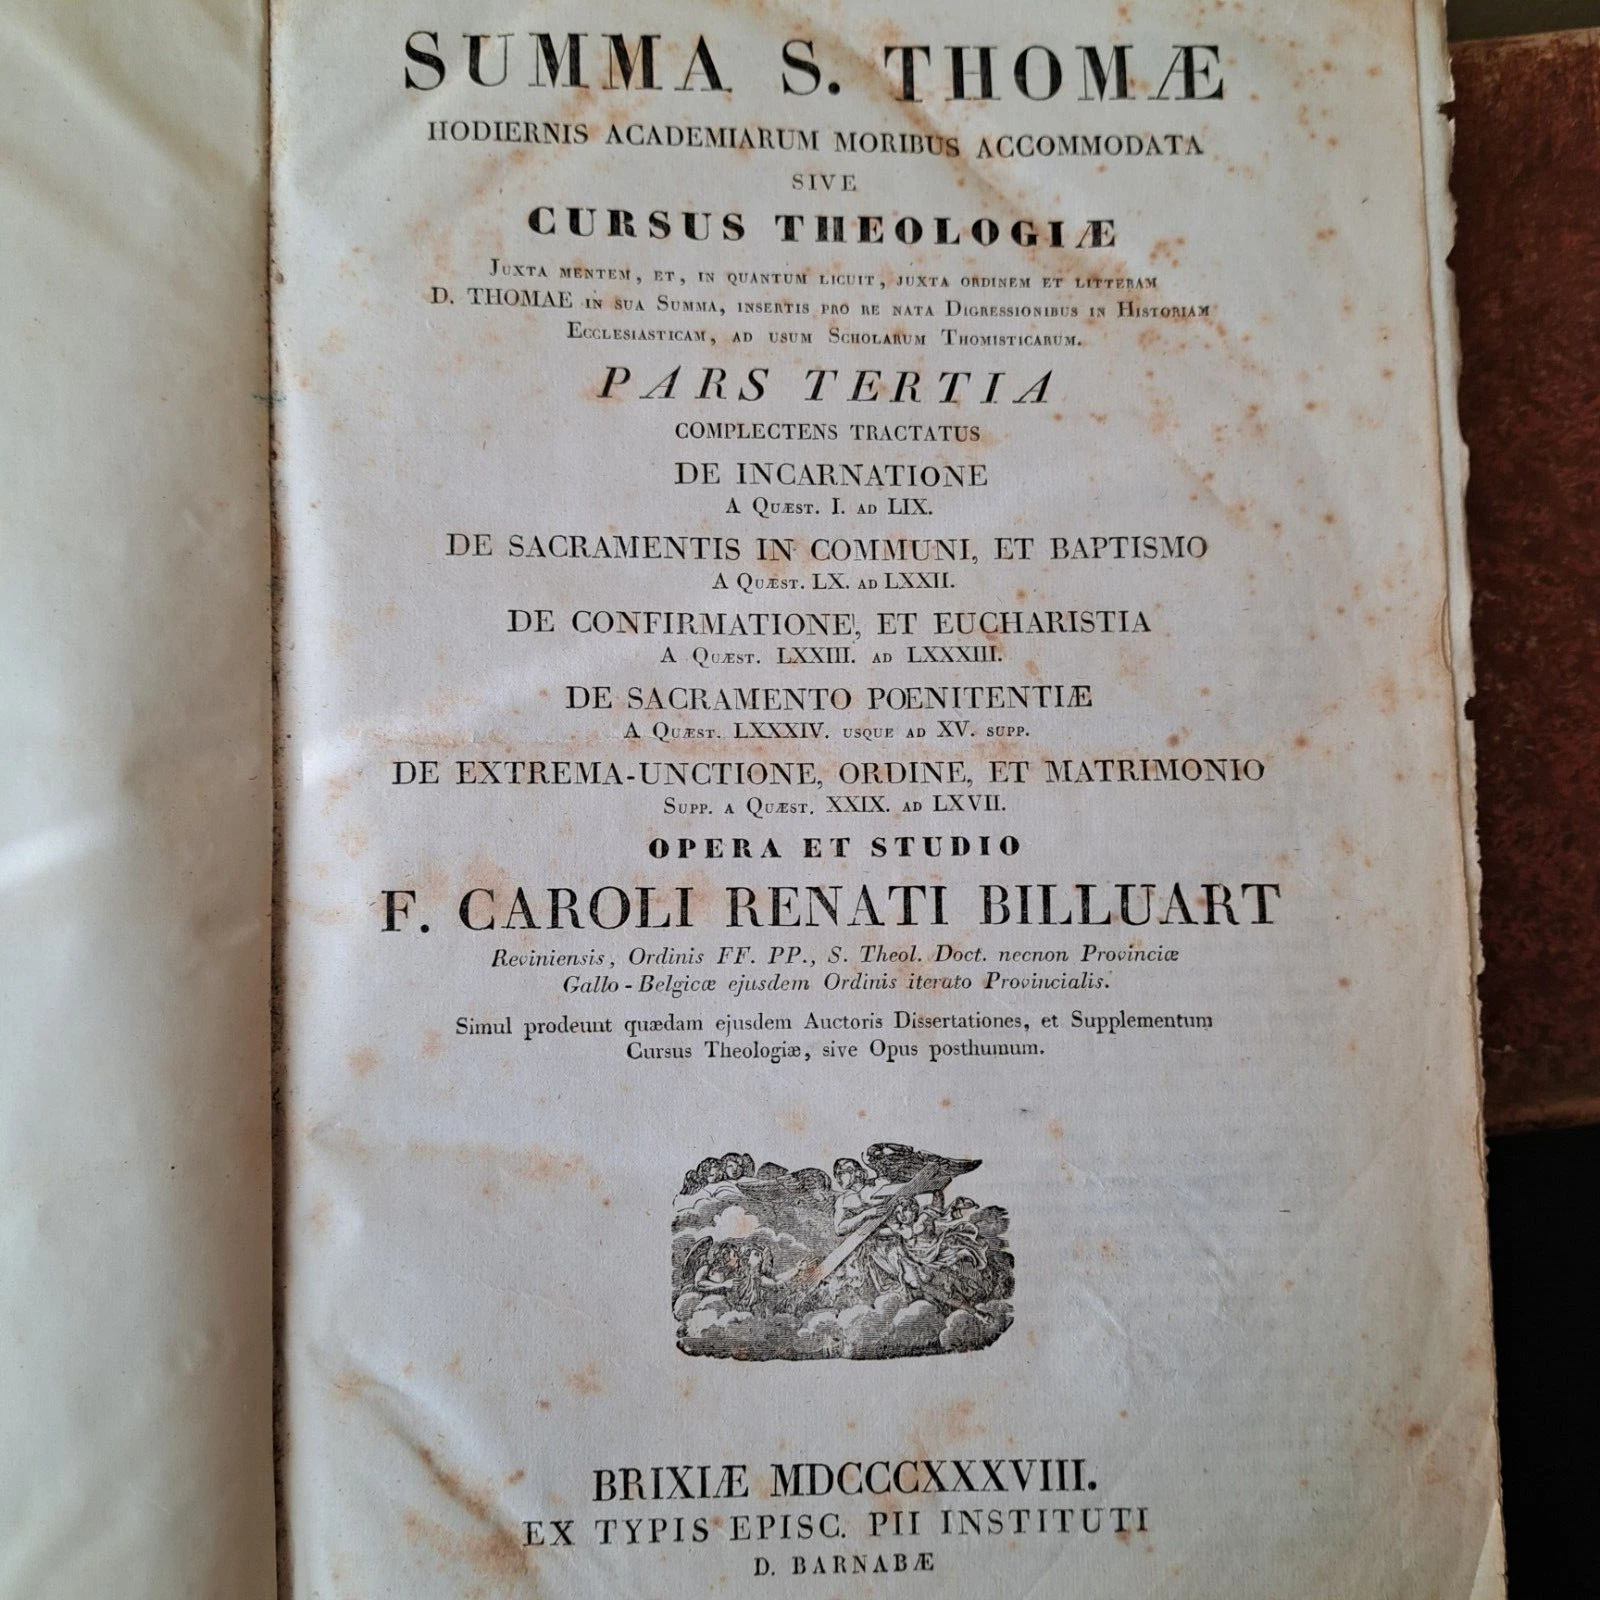 SUMMA S. THOMÆ
HODIERNIS ACADEMIARUM MORIBUS ACCOMMODATA
SIVE
CURSUS THEOLOGIÆ
JUXTA MENTEM, ET, IN QUANTUM LICUIT, JUXTA ORDINEM ET LITTERAM
D. THOMAE IN SUA SUMMA, INSERTIS PRO RE NATA DIGRESSIONIBUS IN HISTORIAM
ECCLESIASTICAM, AD USUM SCHOLARUM THOMISTICARUM.
PARS TERTIA
COMPLECTENS TRACTATUS
DE INCARNATIONE
A QUÆST. I. AD LIX.
DE SACRAMENTIS IN COMMUNI, ET BAPTISMO
A QUÆST. LX. AD LXXII.
DE CONFIRMATIONE, ET EUCHARISTIA
A QUÆST. LXXIII. AD LXXXIII.
DE SACRAMENTO POENITENTIÆ
A QUÆST. LXXXIV. USQUE AD XV. SUPP.
DE EXTREMA-UNCTIONE, ORDINE, ET MATRIMONIO
SUPP. A QUÆST. XXIX. AD LXVII.
OPERA ET STUDIO
F. CAROLI RENATI BILLUART
Reviniensis, Ordinis FF. PP., S. Theol. Doct. necnon Provinciæ
Gallo-Belgicæ ejusdem Ordinis iterato Provincialis.
Simul prodeunt quædam ejusdem Auctoris Dissertationes, et Supplementum
Cursus Theologiæ, sive Opus posthumum.
BRIXIÆ MDCCCXXXVIII.
EX TYPIS EPISC. PII INSTITUTI
D. BARNABÆ